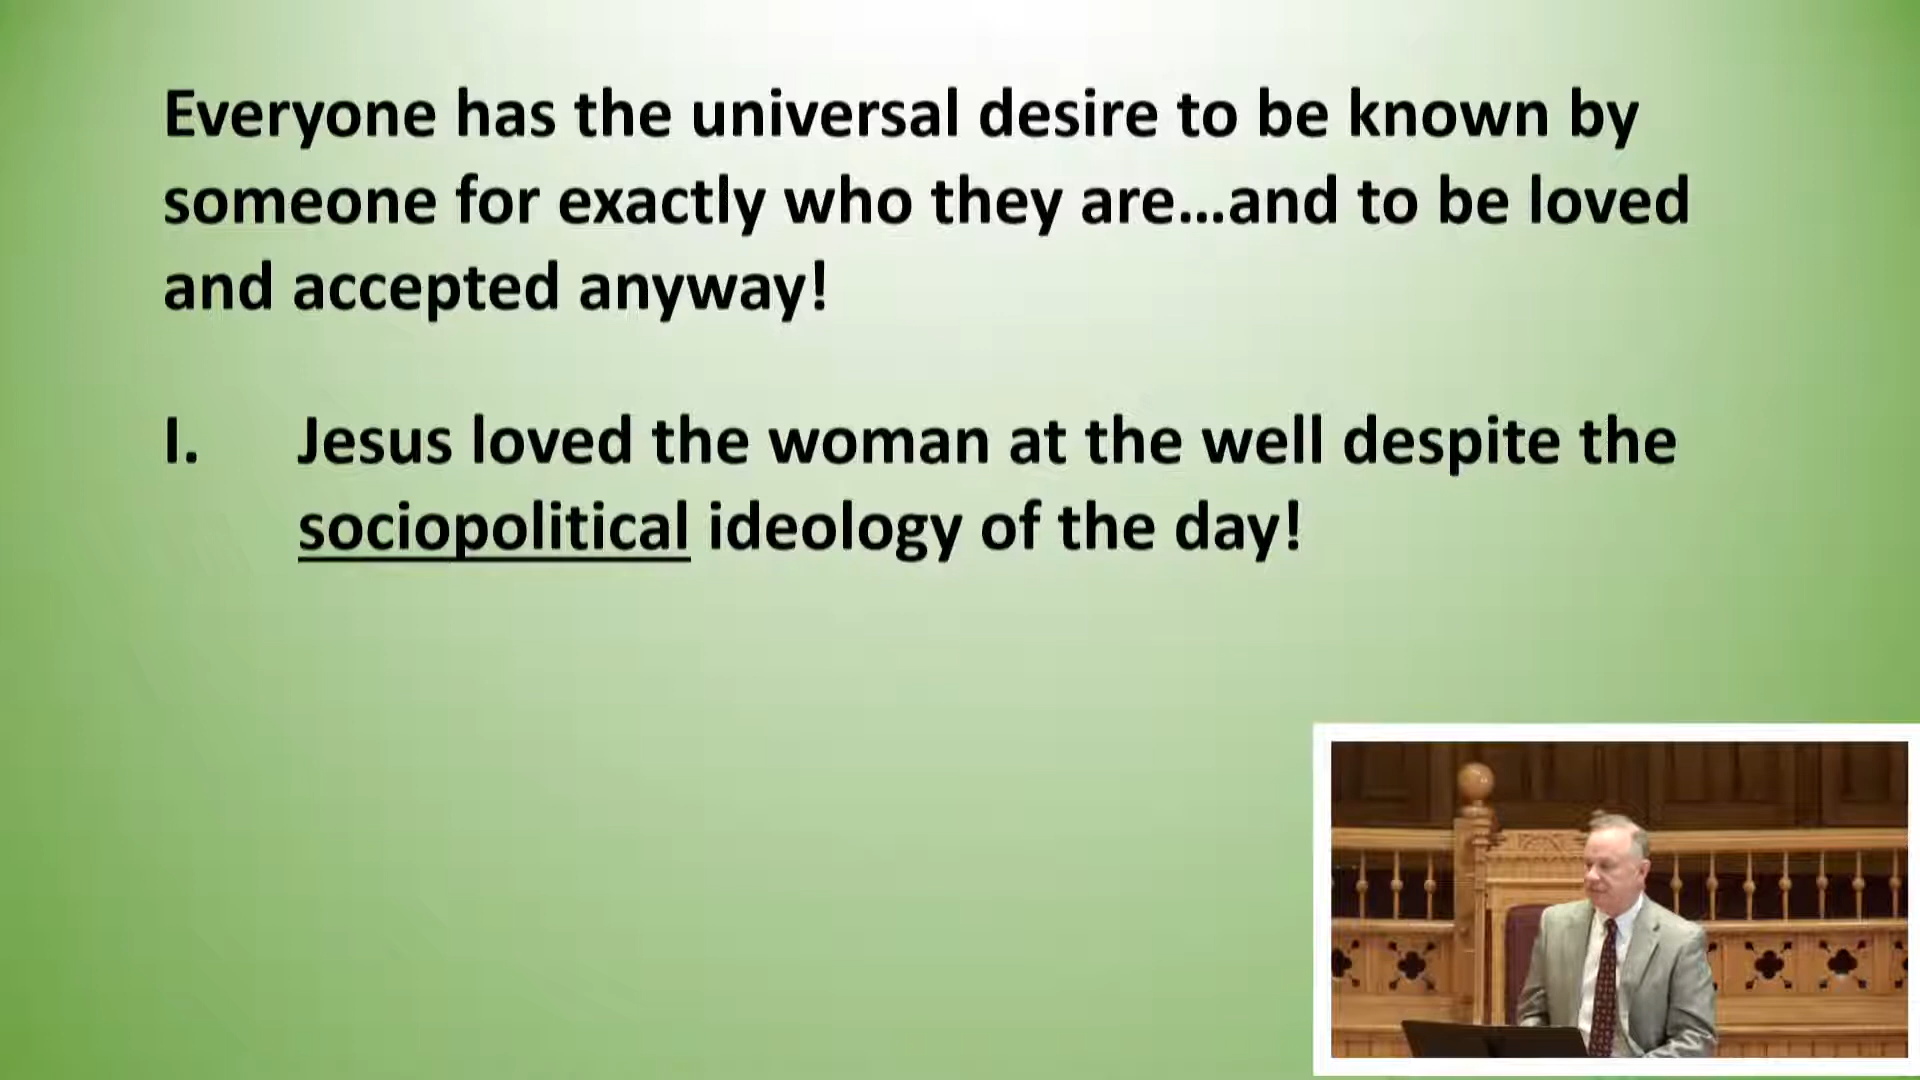 Everyone has the universal desire to be known by
someone for exactly who they are...and to be loved
and accepted anyway!
I. Jesus loved the woman at the well despite the
sociopolitical ideology of the day!